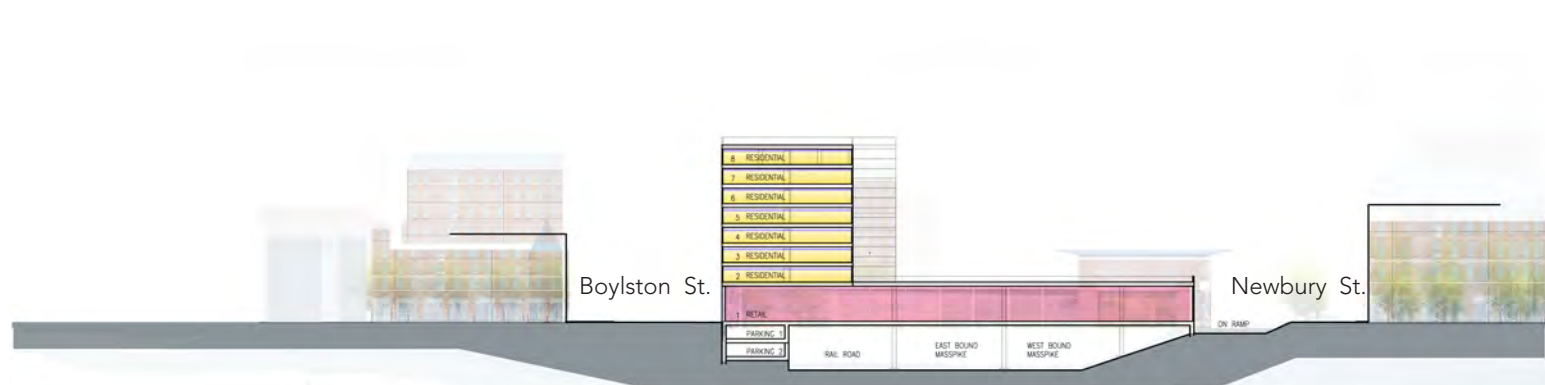 8 RESIDENTIAL
7 RESIDENTIAL
6 RESIDENTIAL
5 RESIDENTIAL
4 RESIDENTIAL
3 RESIDENTIAL
2 RESIDENTIAL
Boylston St.
Newbury St.
1 RETAIL
ON RAMP
PARKING 1
PARKING 2
RAIL ROAD
EAST BOUND
MASSPIKE
WEST BOUND
MASSPIKE